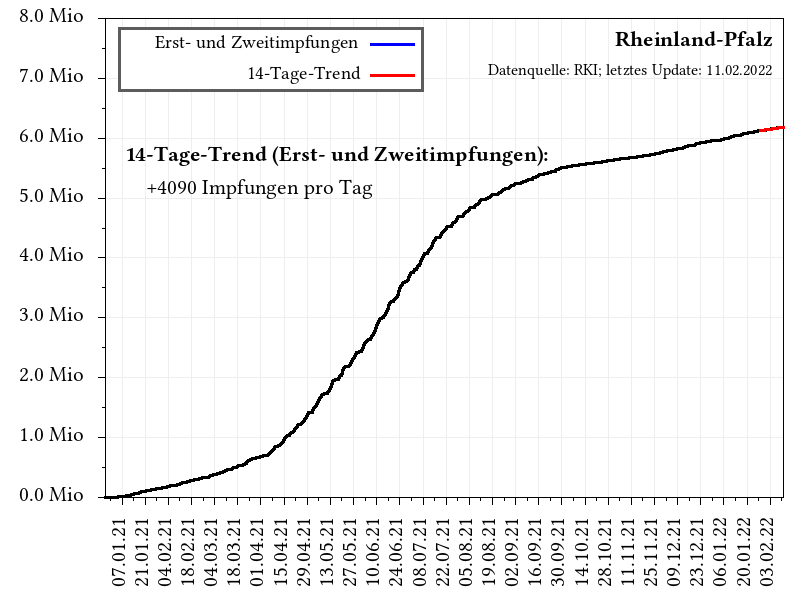 8.0 Mio
7.0 Mio
6.0 Mio
5.0 Mio
4.0 Mio
3.0 Mio
2.0 Mio
1.0 Mio
0.0 Mio
Erst- und Zweitimpfungen
14-Tage-Trend
Rheinland-Pfalz
Datenquelle: RKI; letztes Update: 11.02.2022
14-Tage-Trend (Erst- und Zweitimpfungen):
+4090 Impfungen pro Tag
07.01.21
21.01.21
04.02.21
18.02.21
04.03.21
18.03.21
01.04.21
15.04.21
29.04.21
13.05.21
27.05.21
10.06.21
24.06.21
08.07.21
22.07.21
05.08.21
19.08.21
02.09.21
16.09.21
30.09.21
14.10.21
28.10.21
11.11.21
25.11.21
09.12.21
23.12.21
06.01.22
20.01.22
03.02.22